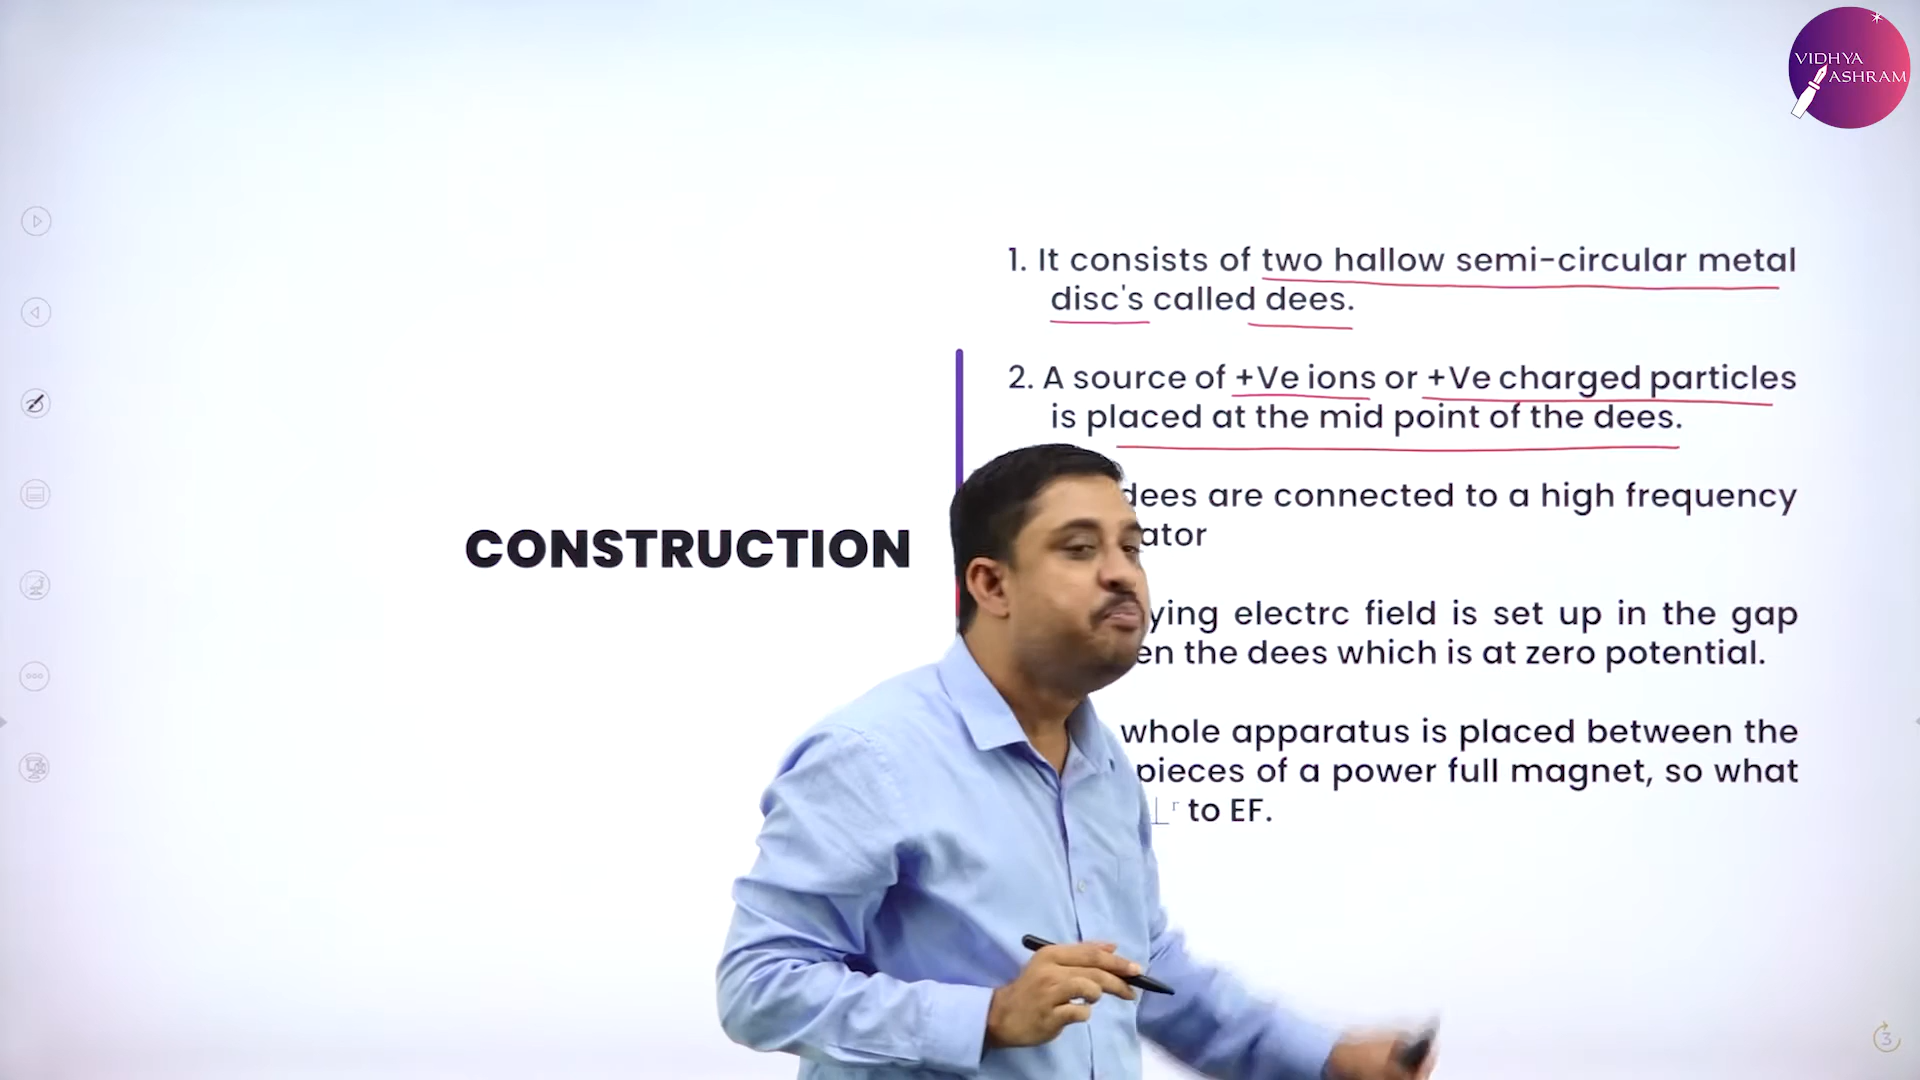 VIDHYA
ASHRAM
1. It consists of two hallow semi-circular metal
disc's called dees.
2. A source of +Ve ions or +Ve charged particles
is placed at the mid point of the dees.
dees are connected to a high frequency
CONSTRUCTION
electrc field is set up in the gap
the dees which is at zero potential.
whole apparatus is placed between the
pieces of a power full magnet, so what
⊥r to EF.
3